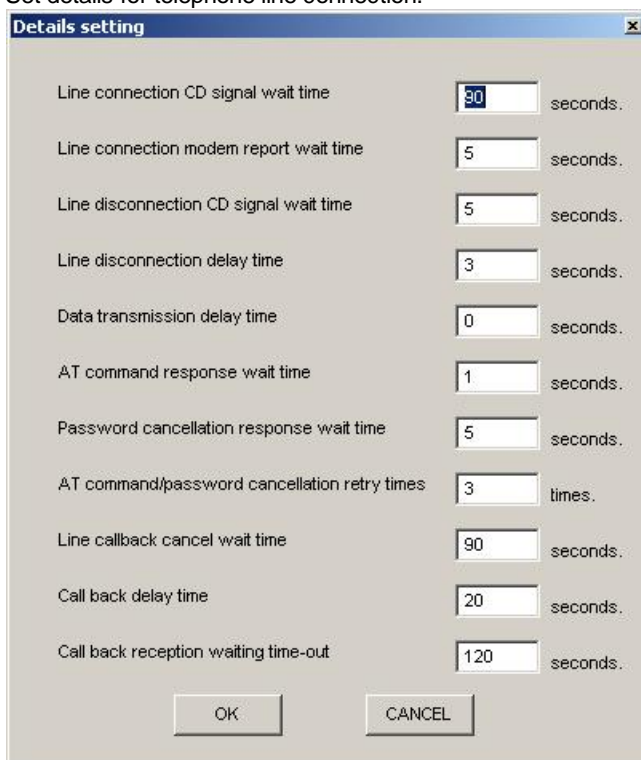 Set details for telephone line connection.
Details setting
Line connection CD signal wait time 90 seconds.
Line connection modem report wait time 5 seconds.
Line disconnection CD signal wait time 5 seconds.
Line disconnection delay time 3 seconds.
Data transmission delay time 0 seconds.
AT command response wait time 1 seconds.
Password cancellation response wait time 5 seconds.
AT command/password cancellation retry times 3 times.
Line callback cancel wait time 90 seconds.
Call back delay time 20 seconds.
Call back reception waiting time-out 120 seconds.
OK CANCEL